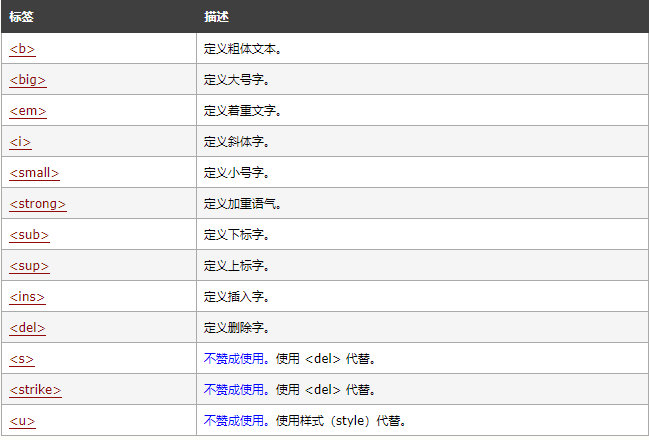 标签 描述
<b> 定义粗体文本。
<big> 定义大号字。
<em> 定义着重文字。
<i> 定义斜体字。
<small> 定义小号字。
<strong> 定义加重语气。
<sub> 定义下标字。
<sup> 定义上标字。
<ins> 定义插入字。
<del> 定义删除字。
<s> 不赞成使用。使用 <del> 代替。
<strike> 不赞成使用。使用 <del> 代替。
<u> 不赞成使用。使用样式（style）代替。